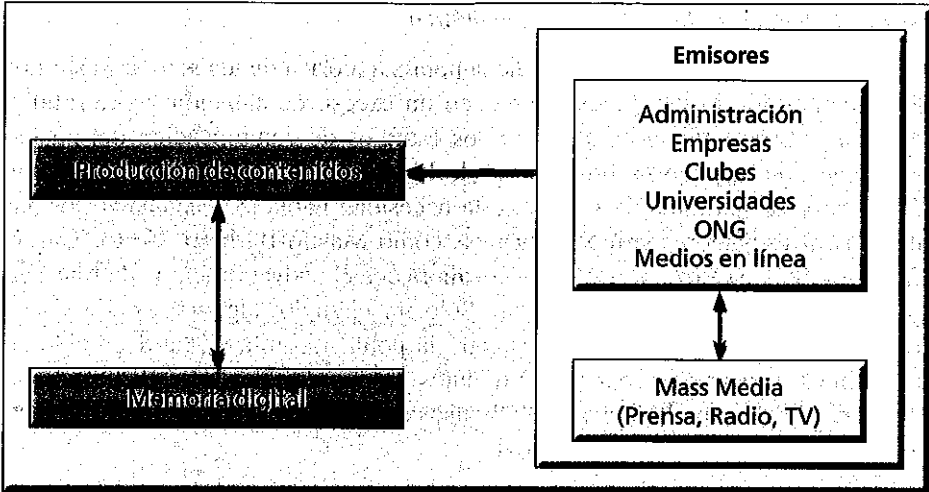 Emisores
Administración
Empresas
Clubes
Universidades
ONG
Medios en línea
Producción de contenidos
Memoria digital
Mass Media
(Prensa, Radio, TV)